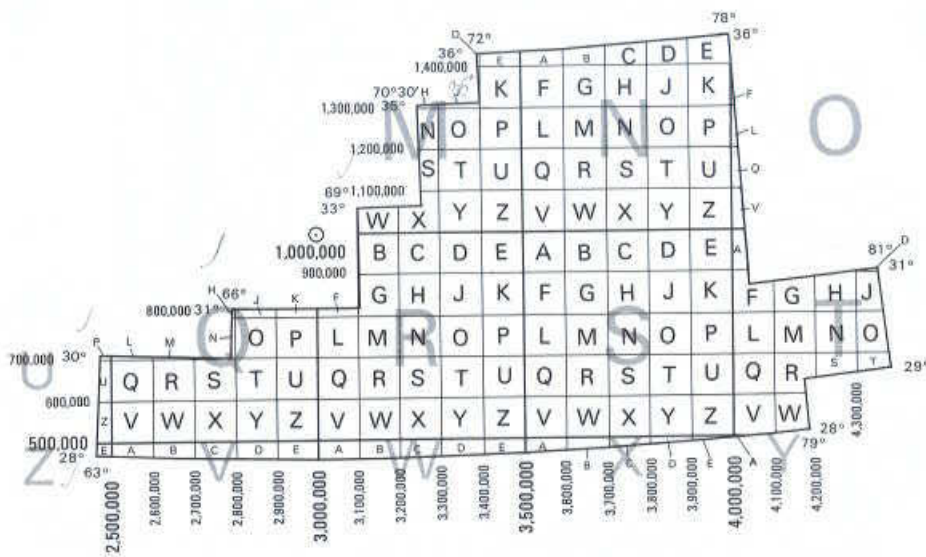 78°
D 72° C D E 36°
36° E A B
1,400,000
K F G H J K F
70°30' H
1,300,000 35°
M N O
N O P L M N O P L
1,200,000
S T U Q R S T U Q
69° 1,100,000
33°
W X Y Z V W X Y Z V
1,000,000 B C D E A B C D E A
81° D
31°
900,000
G H J K F G H J K F G H J
H 66° J K F
800,000 31°
Q R S T
N O P L M N O P L M N O P L M N O
P L M
700,000 30°
S T
29°
U
U Q R S T U Q R S T U Q R S T U Q R
600,000
4,300,000
Z V W X Y Z V W X Y Z V W X Y Z V W
28°
79°
500,000
28° E A B C D E A B C D E A B C D E A
Z V W X Y
63°
2,500,000 2,600,000 2,700,000 2,800,000 2,900,000 3,000,000 3,100,000 3,200,000 3,300,000 3,400,000 3,500,000 3,600,000 3,700,000 3,800,000 3,900,000 4,000,000 4,100,000 4,200,000